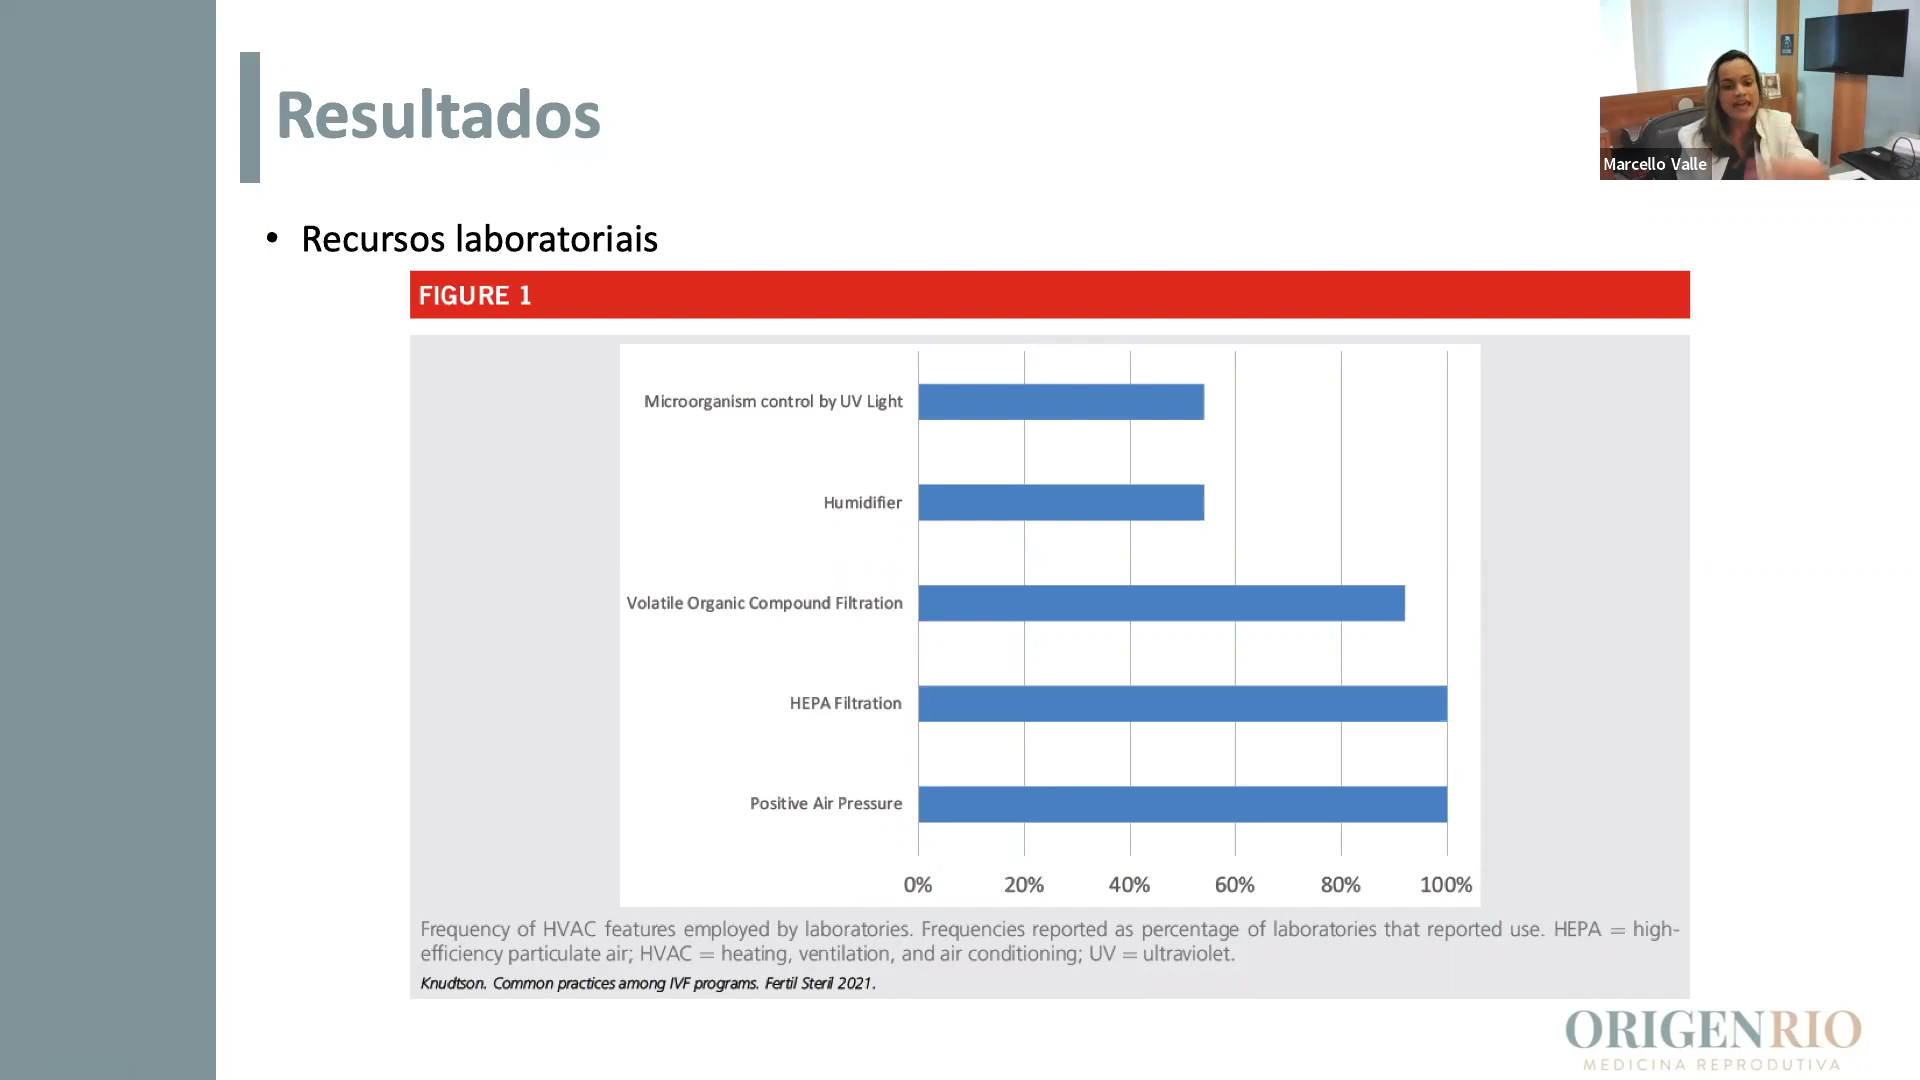 Resultados
Marcello Valle
• Recursos laboratoriais
FIGURE 1
Microorganism control by UV Light
Humidifier
Volatile Organic Compound Filtration
HEPA Filtration
Positive Air Pressure
0% 20% 40% 60% 80% 100%
Frequency of HVAC features employed by laboratories. Frequencies reported as percentage of laboratories that reported use. HEPA = high-
efficiency particulate air; HVAC = heating, ventilation, and air conditioning; UV = ultraviolet.
Knudtson. Common practices among IVF programs. Fertil Steril 2021.
ORIGENRIO
MEDICINA REPRODUTIVA